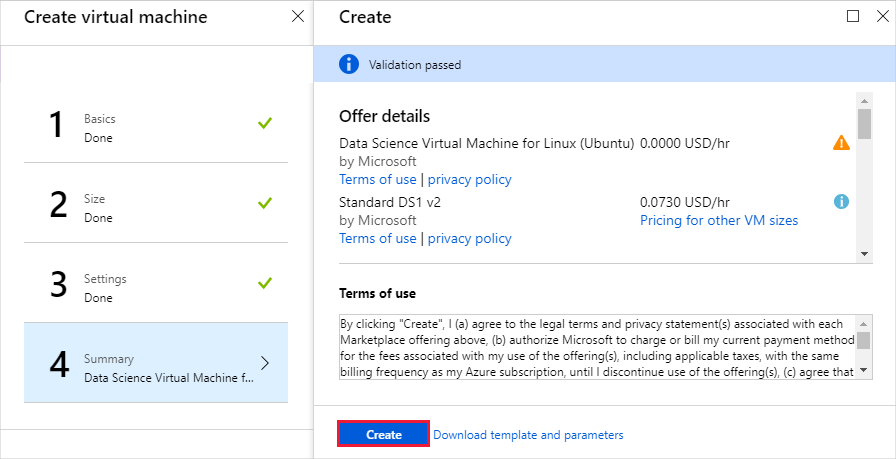 Create virtual machine
1
Basics
Done
2
Size
Done
3
Settings
Done
4
Summary
Data Science Virtual Machine f...
Create
Validation passed
Offer details
Data Science Virtual Machine for Linux (Ubuntu) 0.0000 USD/hr
by Microsoft
Terms of use | privacy policy
Standard DS1 v2 0.0730 USD/hr
by Microsoft Pricing for other VM sizes
Terms of use | privacy policy
Terms of use
By clicking "Create", I (a) agree to the legal terms and privacy statement(s) associated with each
Marketplace offering above, (b) authorize Microsoft to charge or bill my current payment method
for the fees associated with my use of the offering(s), including applicable taxes, with the same
billing frequency as my Azure subscription, until I discontinue use of the offering(s), (c) agree that
Create Download template and parameters